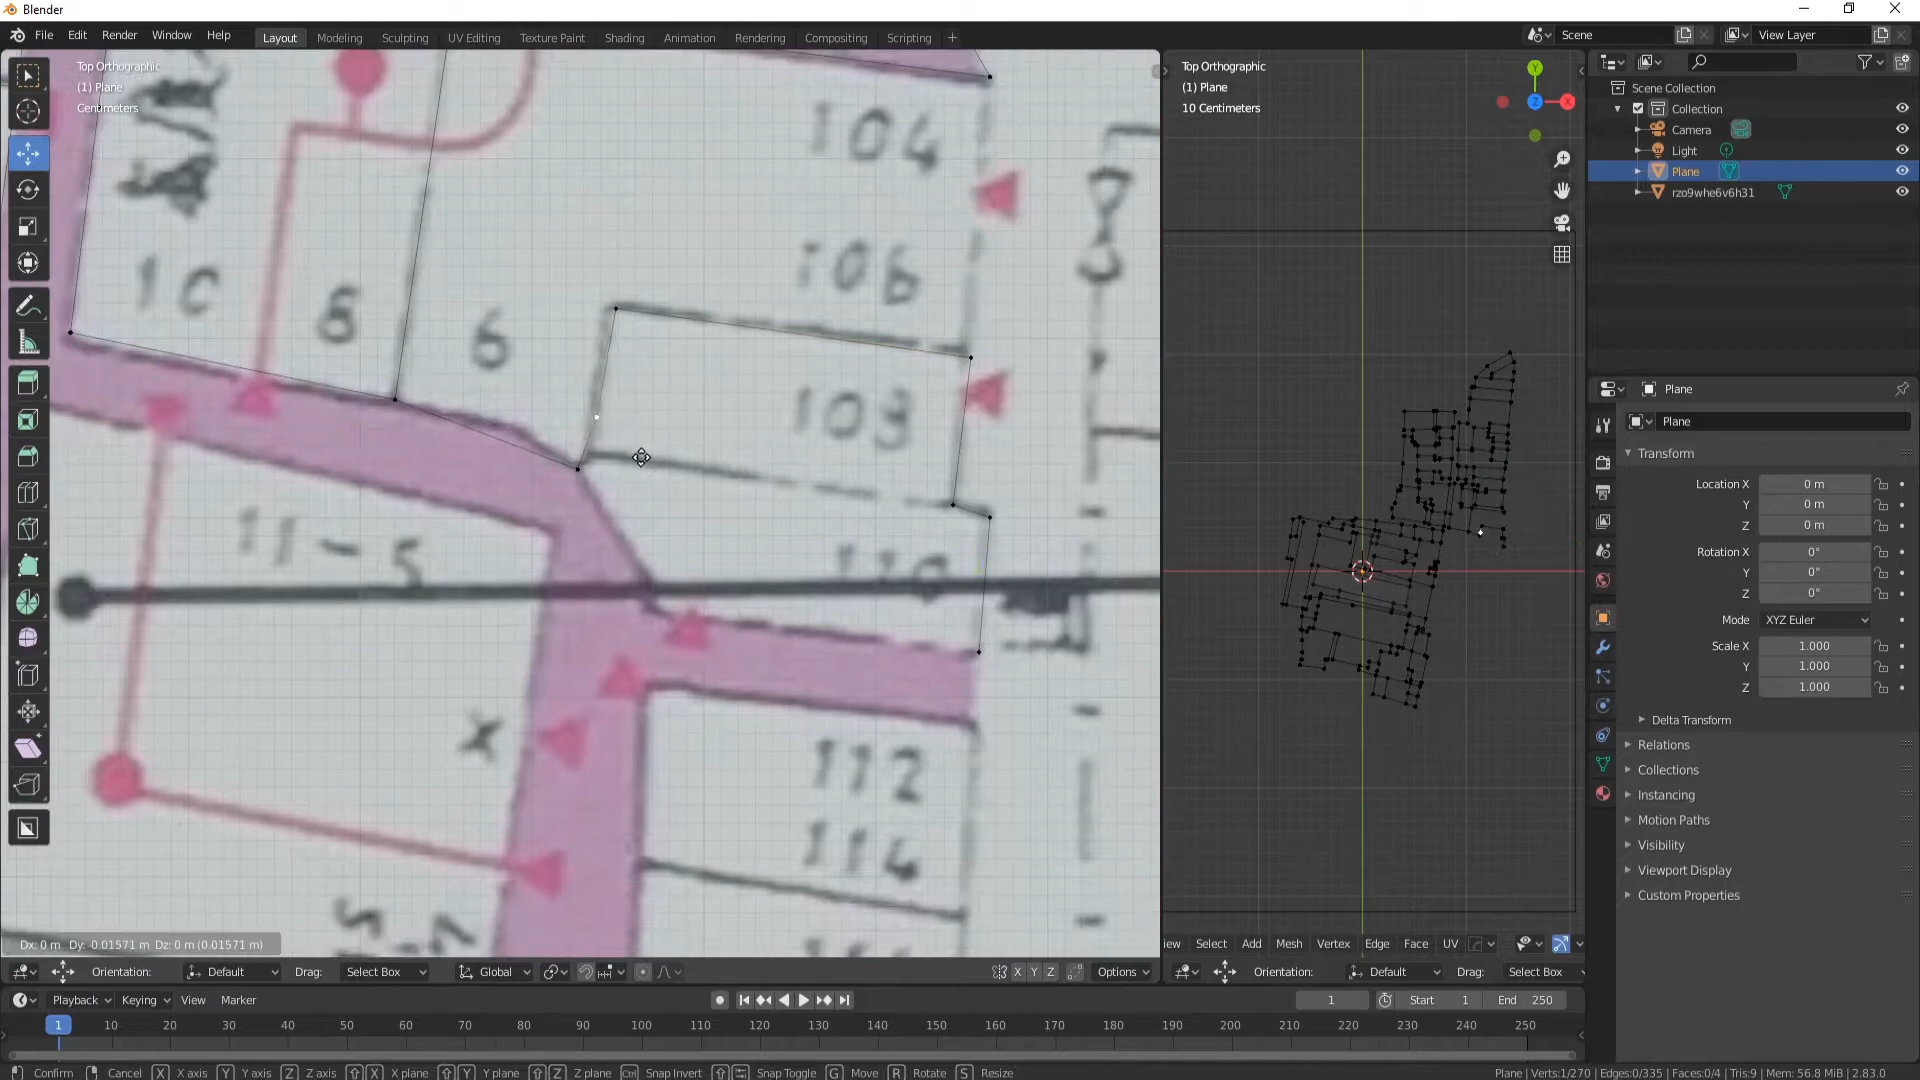 Blender
File Edit Render Window Help
Layout Modeling Sculpting UV Editing Texture Paint Shading Animation Rendering Compositing Scripting +
Scene
View Layer
Top Orthographic
(1) Plane
Centimeters
Top Orthographic
(1) Plane
10 Centimeters
Y
Z
X
Scene Collection
Collection
Camera
Light
Plane
rzo9whe6v6h31
104
106
103
1C
8
6
11-5
110
X
112
114
Plane
Plane
Transform
Location X 0 m
Y 0 m
Z 0 m
Rotation X 0°
Y 0°
Z 0°
Mode XYZ Euler
Scale X 1.000
Y 1.000
Z 1.000
Delta Transform
Relations
Collections
Instancing
Motion Paths
Visibility
Viewport Display
Custom Properties
Dx: 0 m Dy: -0.01571 m Dz: 0 m (0.01571 m)
iew Select Add Mesh Vertex Edge Face UV
Orientation: Default Drag: Select Box Global X Y Z Options
Orientation: Default Drag: Select Box
Playback Keying View Marker
1 Start 1 End 250
1 10 20 30 40 50 60 70 80 90 100 110 120 130 140 150 160 170 180 190 200 210 220 230 240 250
Confirm Cancel X X axis Y Y axis Z Z axis X X plane Y Y plane Z Z plane Ctrl Snap Invert Snap Toggle G Move R Rotate S Resize
Plane | Verts:1/270 | Edges:0/335 | Faces:0/4 | Tris:9 | Mem: 56.8 MiB | 2.83.0